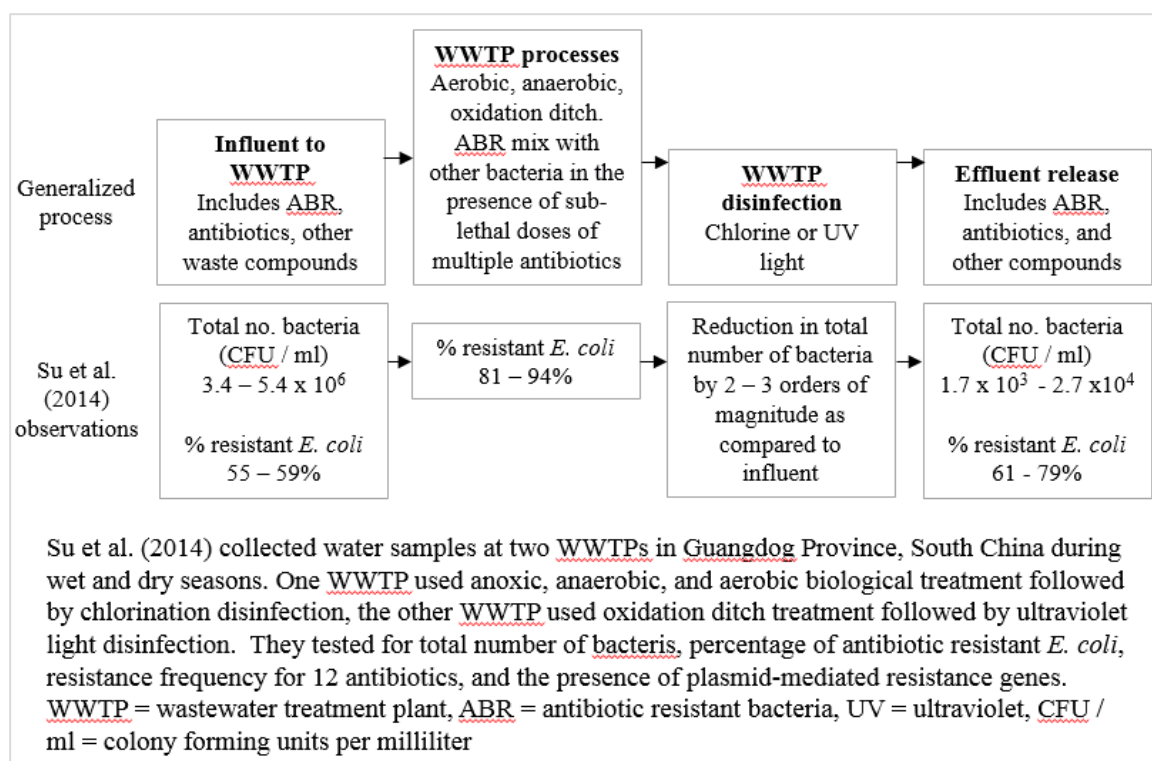 Generalized
process
Influent to
WWTP
Includes ABR,
antibiotics, other
waste compounds
WWTP processes
Aerobic, anaerobic,
oxidation ditch.
ABR mix with
other bacteria in the
presence of sub-
lethal doses of
multiple antibiotics
WWTP
disinfection
Chlorine or UV
light
Effluent release
Includes ABR,
antibiotics, and
other compounds
Su et al.
(2014)
observations
Total no. bacteria
(CFU / ml)
3.4 – 5.4 x 10⁶
% resistant E. coli
55 – 59%
% resistant E. coli
81 – 94%
Reduction in total
number of bacteria
by 2 – 3 orders of
magnitude as
compared to
influent
Total no. bacteria
(CFU / ml)
1.7 x 10³ - 2.7 x10⁴
% resistant E. coli
61 - 79%
Su et al. (2014) collected water samples at two WWTPs in Guangdog Province, South China during
wet and dry seasons. One WWTP used anoxic, anaerobic, and aerobic biological treatment followed
by chlorination disinfection, the other WWTP used oxidation ditch treatment followed by ultraviolet
light disinfection.  They tested for total number of bacteris, percentage of antibiotic resistant E. coli,
resistance frequency for 12 antibiotics, and the presence of plasmid-mediated resistance genes.
WWTP = wastewater treatment plant, ABR = antibiotic resistant bacteria, UV = ultraviolet, CFU /
ml = colony forming units per milliliter